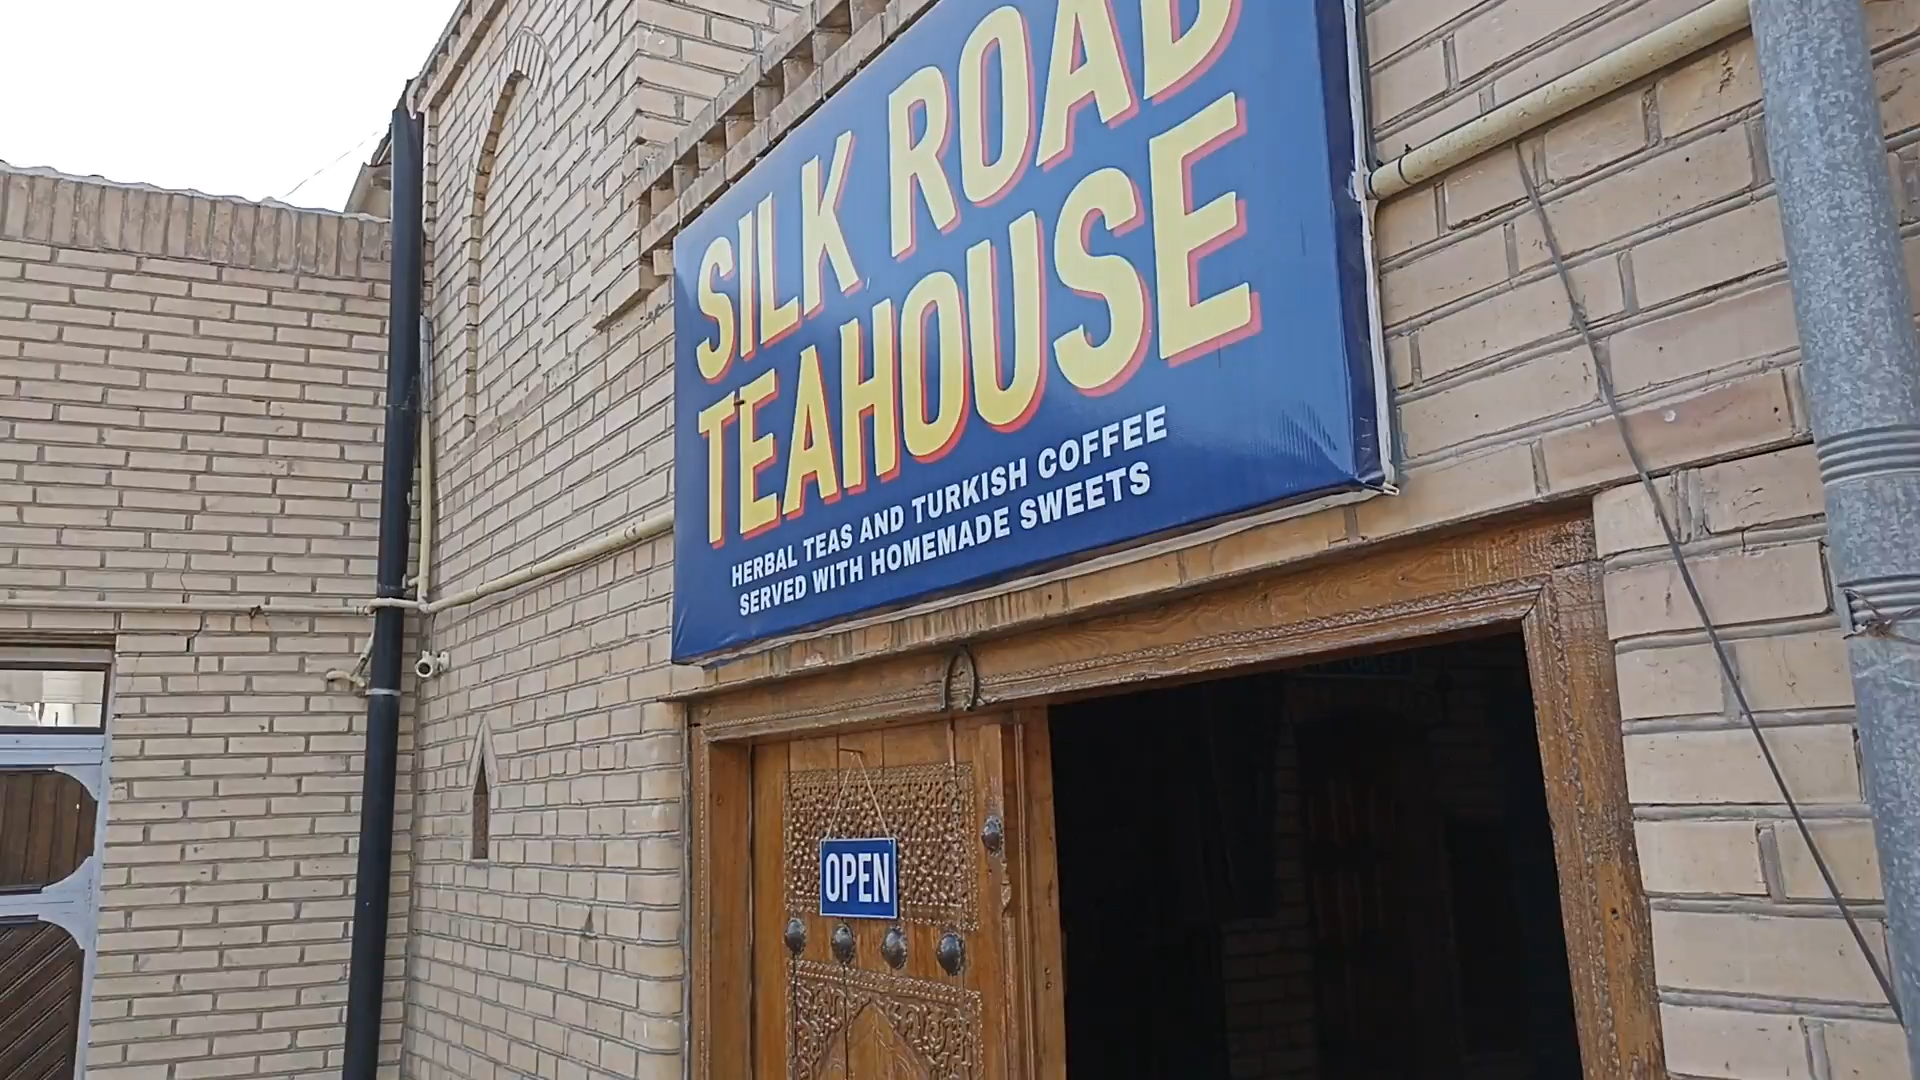 SILK ROAD
TEAHOUSE
HERBAL TEAS AND TURKISH COFFEE
SERVED WITH HOMEMADE SWEETS
OPEN